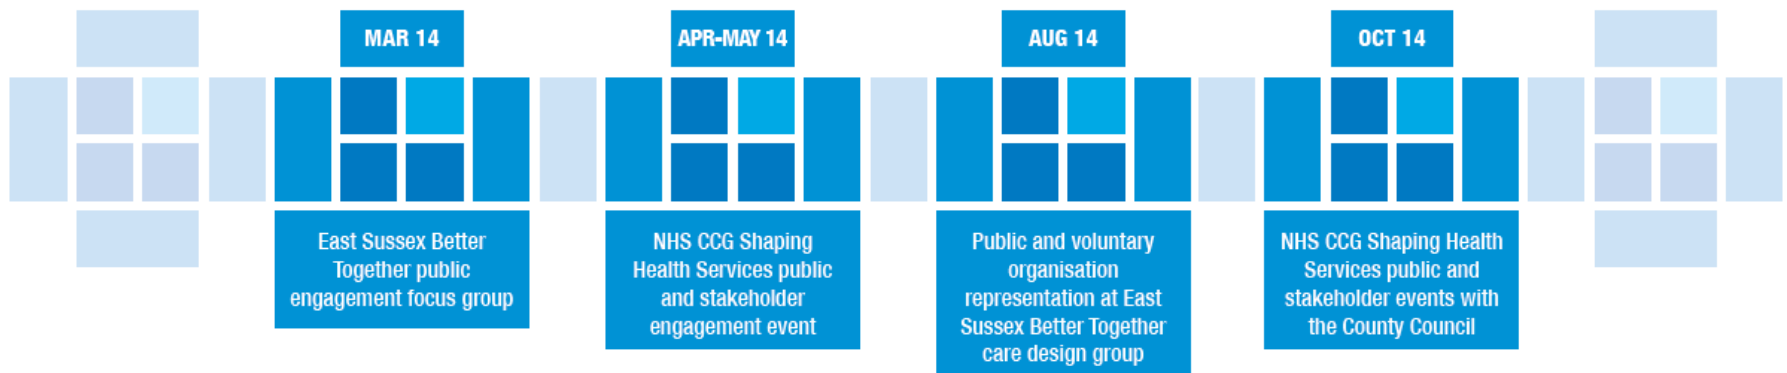 MAR 14
East Sussex Better
Together public
engagement focus group
APR-MAY 14
NHS CCG Shaping
Health Services public
and stakeholder
engagement event
AUG 14
Public and voluntary
organisation
representation at East
Sussex Better Together
care design group
OCT 14
NHS CCG Shaping Health
Services public and
stakeholder events with
the County Council